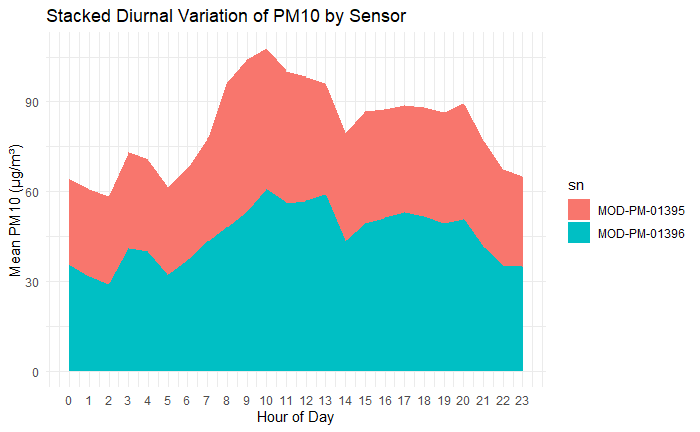 Stacked Diurnal Variation of PM10 by Sensor
Mean PM10 (µg/m³)
90
60
30
0
0 1 2 3 4 5 6 7 8 9 10 11 12 13 14 15 16 17 18 19 20 21 22 23
Hour of Day
sn
MOD-PM-01395
MOD-PM-01396